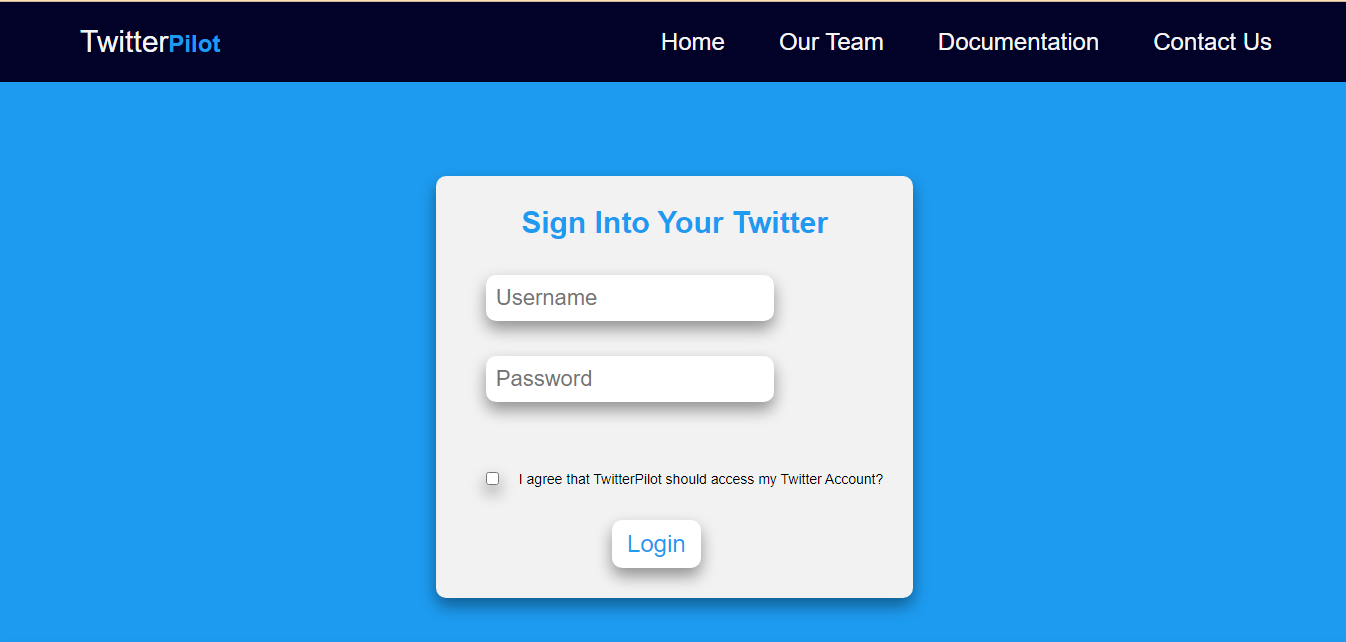 TwitterPilot Home Our Team Documentation Contact Us
Sign Into Your Twitter
Username
Password
I agree that TwitterPilot should access my Twitter Account?
Login